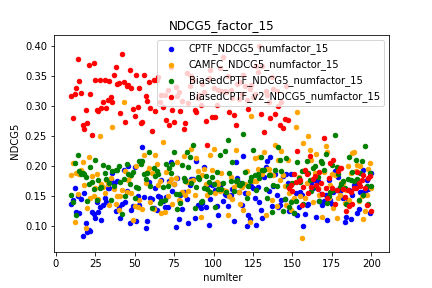 NDCG5_factor_15
CPTF_NDCG5_numfactor_15
CAMFC_NDCG5_numfactor_15
BiasedCPTF_NDCG5_numfactor_15
BiasedCPTF_v2_NDCG5_numfactor_15
NDCG5
0.40
0.35
0.30
0.25
0.20
0.15
0.10
0 25 50 75 100 125 150 175 200
numIter